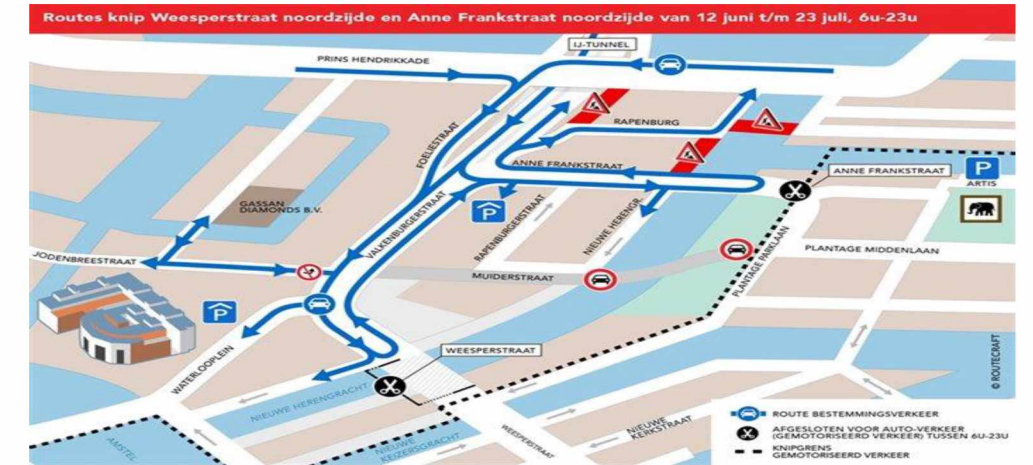 Routes knip Weesperstraat noordzijde en Anne Frankstraat noordzijde van 12 juni t/m 23 juli, 6u-23u
IJ-TUNNEL
PRINS HENDRIKKADE
FOELIESTRAAT
RAPENBURG
ANNE FRANKSTRAAT
ANNE FRANKSTRAAT
P
ARTIS
GASSAN
DIAMONDS B.V.
P
VALKENBURGERSTRAAT
RAPENBURGERSTRAAT
NIEUWE HERENGR.
JODENBREESTRAAT
MUIDERSTRAAT
PLANTAGE PARKLAAN
PLANTAGE MIDDENLAAN
P
WATERLOOPLEIN
WEESPERSTRAAT
NIEUWE HERENGRACHT
NIEUWE
KEIZERSGRACHT
AMSTEL
WEESPERSTRAAT
NIEUWE
KERKSTRAAT
© ROUTECRAFT
ROUTE BESTEMMINGSVERKEER
AFGESLOTEN VOOR AUTO-VERKEER
(GEMOTORISEERD VERKEER) TUSSEN 6U-23U
KNIPGRENS
GEMOTORISEERD VERKEER